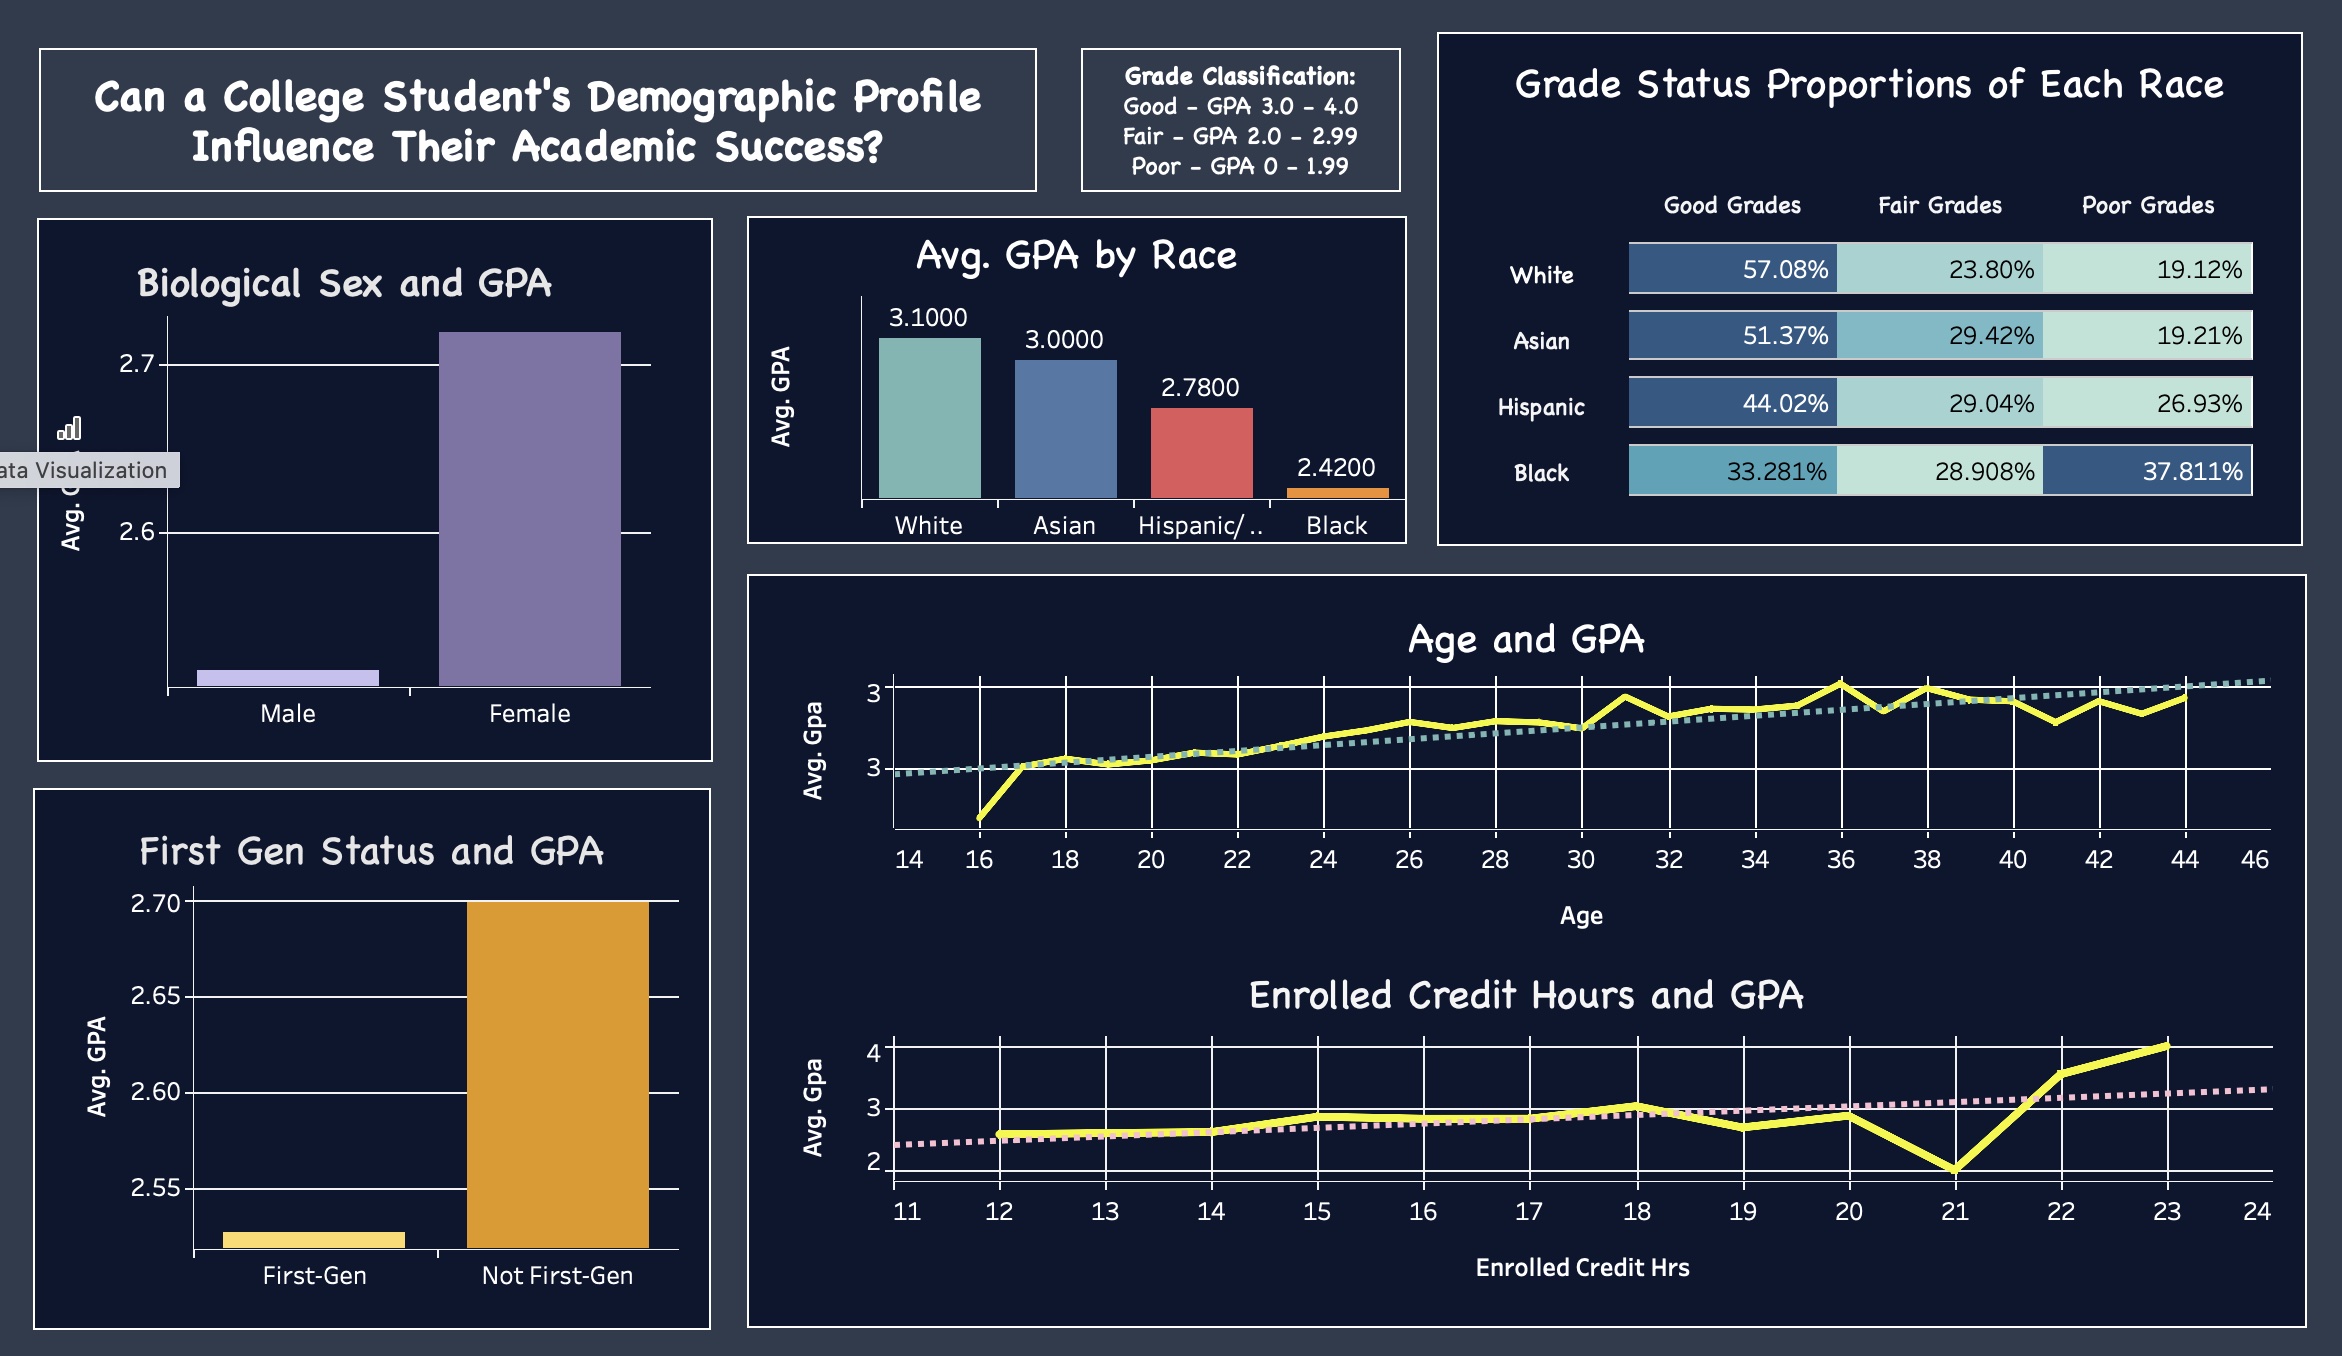 Can a College Student's Demographic Profile
Influence Their Academic Success?
Grade Classification:
Good - GPA 3.0 - 4.0
Fair - GPA 2.0 - 2.99
Poor - GPA 0 - 1.99
Grade Status Proportions of Each Race
Good Grades Fair Grades Poor Grades
White 57.08% 23.80% 19.12%
Asian 51.37% 29.42% 19.21%
Hispanic 44.02% 29.04% 26.93%
Black 33.281% 28.908% 37.811%
Biological Sex and GPA
2.7
2.6
Avg.
ata Visualization
Male Female
Avg. GPA by Race
Avg. GPA
3.1000
3.0000
2.7800
2.4200
White Asian Hispanic/ .. Black
First Gen Status and GPA
Avg. GPA
2.70
2.65
2.60
2.55
First-Gen Not First-Gen
Age and GPA
Avg. Gpa
3
3
14 16 18 20 22 24 26 28 30 32 34 36 38 40 42 44 46
Age
Enrolled Credit Hours and GPA
Avg. Gpa
4
3
2
11 12 13 14 15 16 17 18 19 20 21 22 23 24
Enrolled Credit Hrs